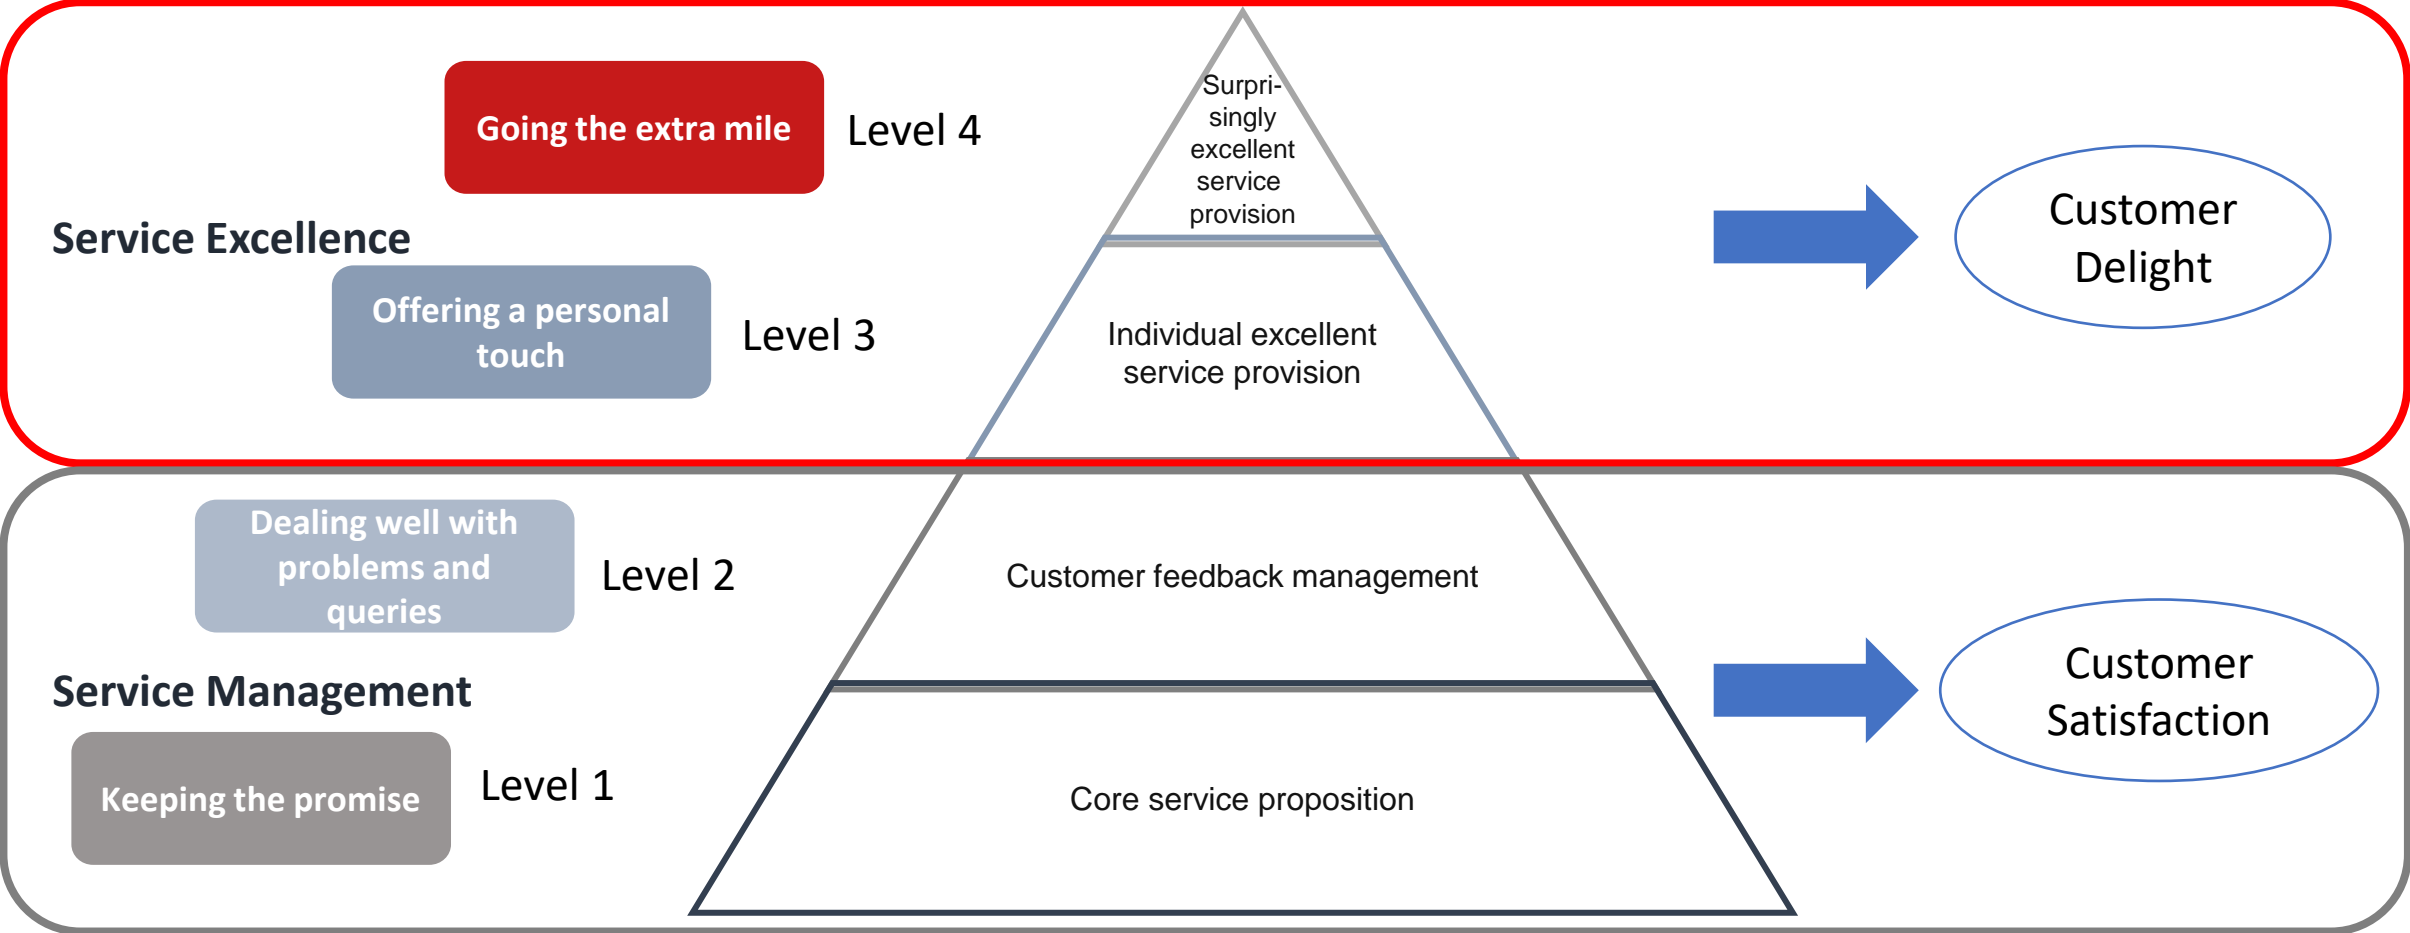 Going the extra mile
Level 4
Surpri-
singly
excellent
service
provision
Customer
Delight
Service Excellence
Offering a personal
touch
Level 3
Individual excellent
service provision
Dealing well with
problems and
queries
Level 2
Customer feedback management
Service Management
Customer
Satisfaction
Keeping the promise
Level 1
Core service proposition